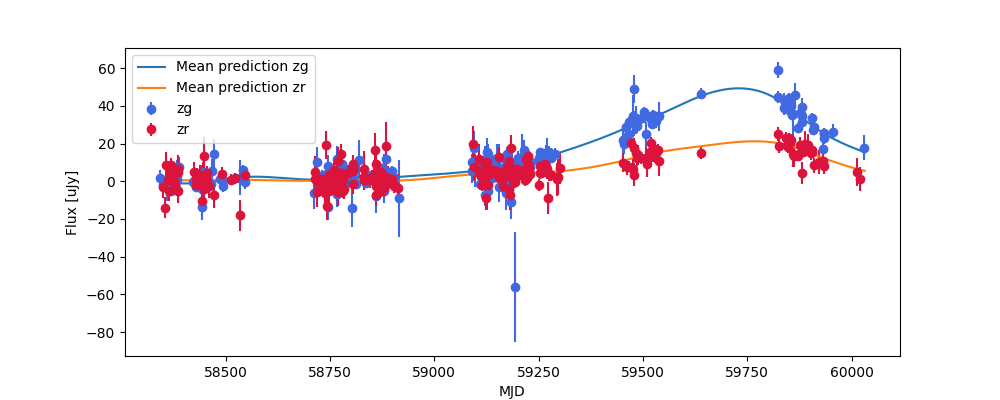 Mean prediction zg
Mean prediction zr
zg
zr
Flux [uJy]
60
40
20
0
−20
−40
−60
−80
58500
58750
59000
59250
59500
59750
60000
MJD